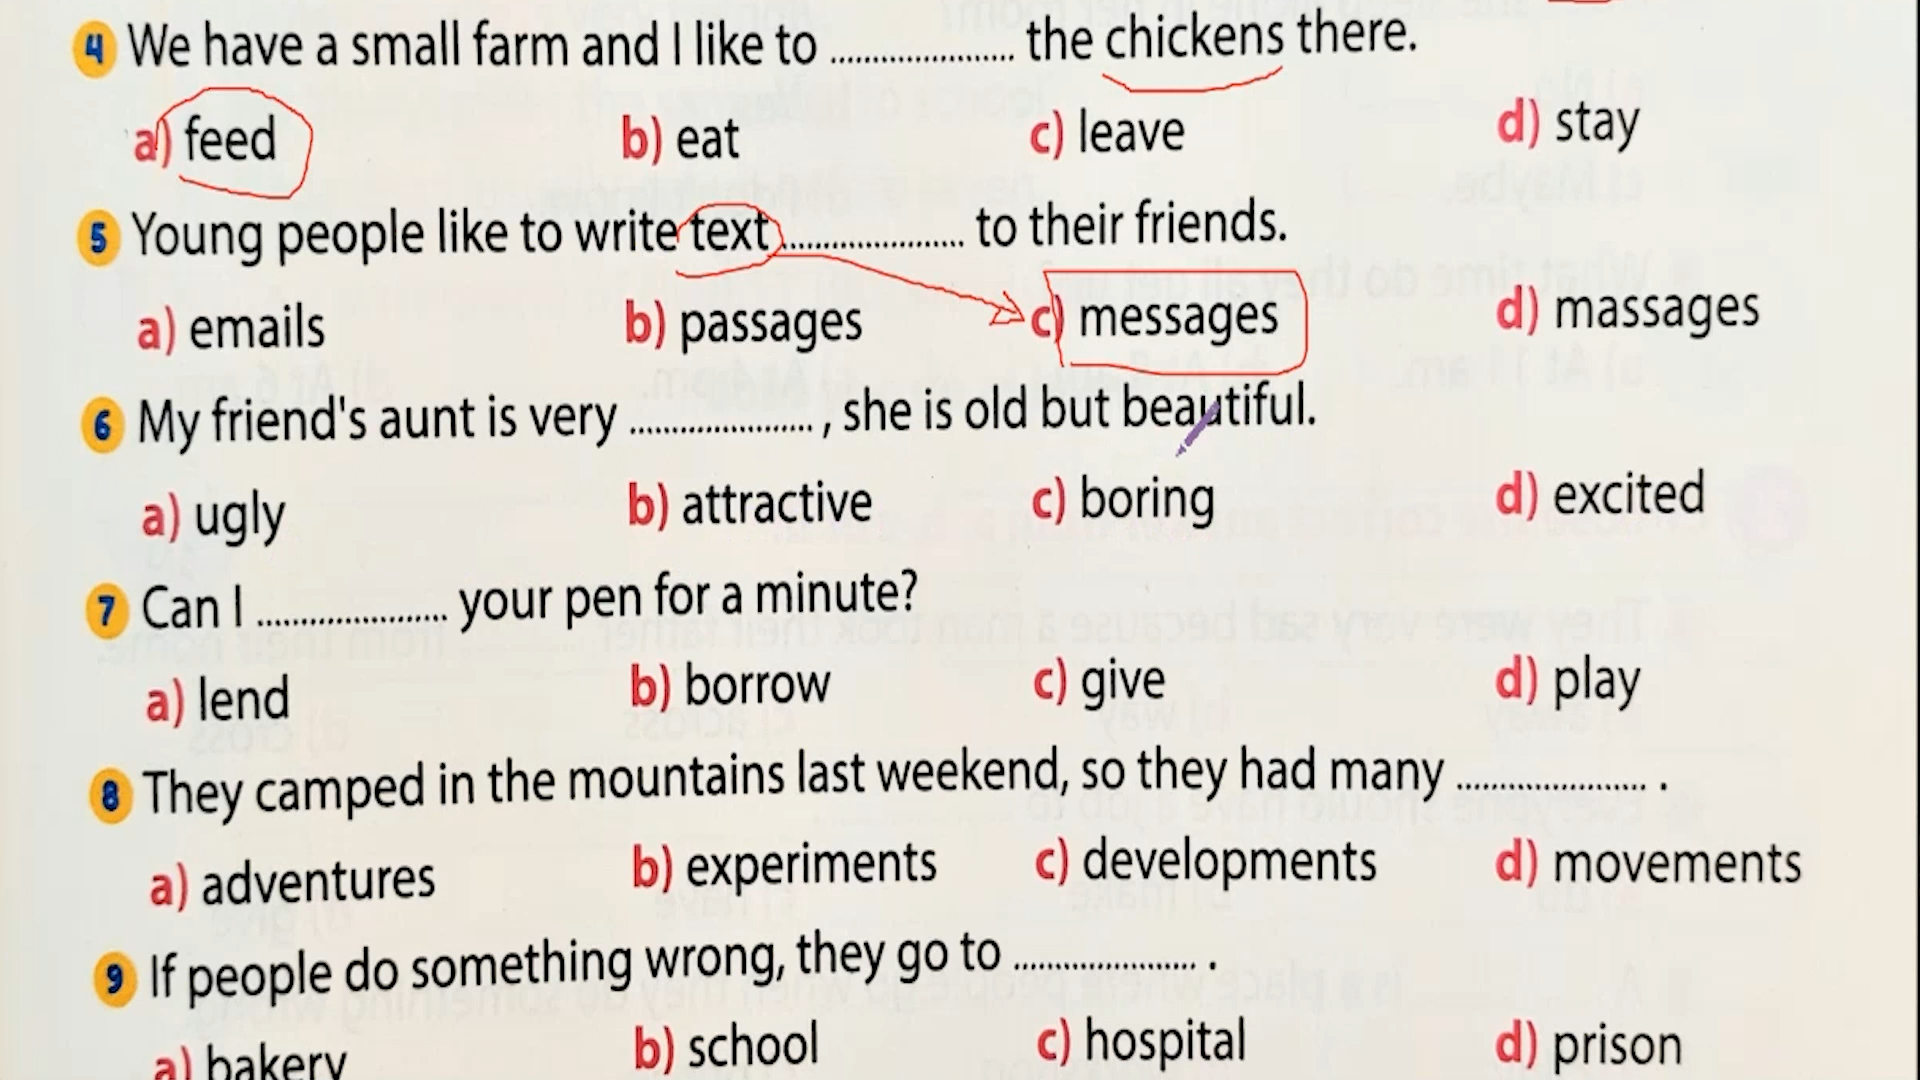 4 We have a small farm and I like to .................... the chickens there.
a) feed b) eat c) leave d) stay
5 Young people like to write text .................... to their friends.
a) emails b) passages c) messages d) massages
6 My friend's aunt is very .................... , she is old but beautiful.
a) ugly b) attractive c) boring d) excited
7 Can I .................... your pen for a minute?
a) lend b) borrow c) give d) play
8 They camped in the mountains last weekend, so they had many .................... .
a) adventures b) experiments c) developments d) movements
9 If people do something wrong, they go to .................... .
a) bakery b) school c) hospital d) prison